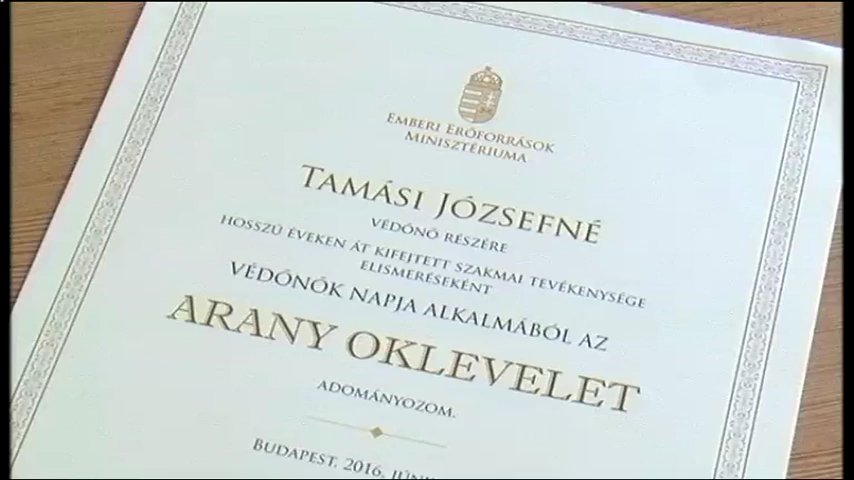 EMBERI ERŐFORRÁSOK
MINISZTÉRIUMA
TAMÁSI JÓZSEFNÉ
VÉDŐNŐ RÉSZÉRE
HOSSZÚ ÉVEKEN ÁT KIFEJTETT SZAKMAI TEVÉKENYSÉGE
ELISMERÉSEKÉNT
VÉDŐNŐK NAPJA ALKALMÁBÓL AZ
ARANY OKLEVELET
ADOMÁNYOZOM.
BUDAPEST, 2016.